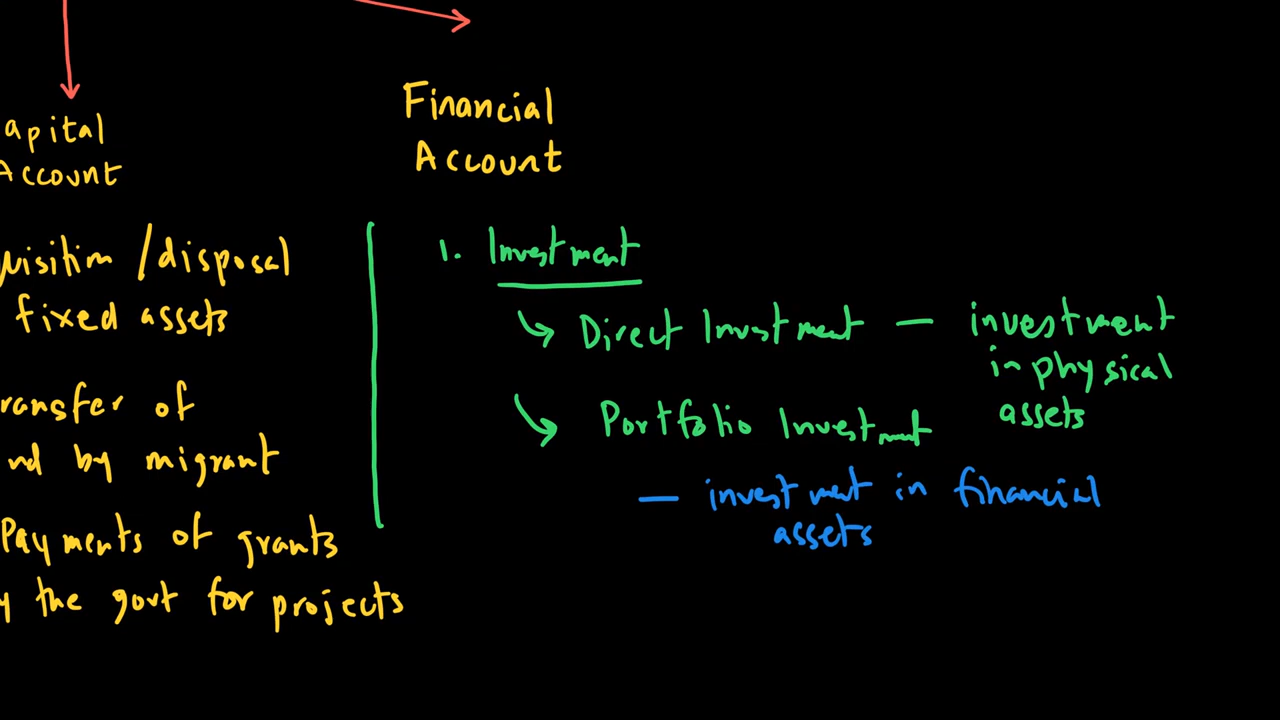 apital
Account
Financial
Account
quisition / disposal
fixed assets
ransfer of
nd by migrant
Payments of grants
y the govt for projects
1. Investment
↳ Direct Investment — investment
in physical
assets
↳ Portfolio Investment
— investment in financial
assets